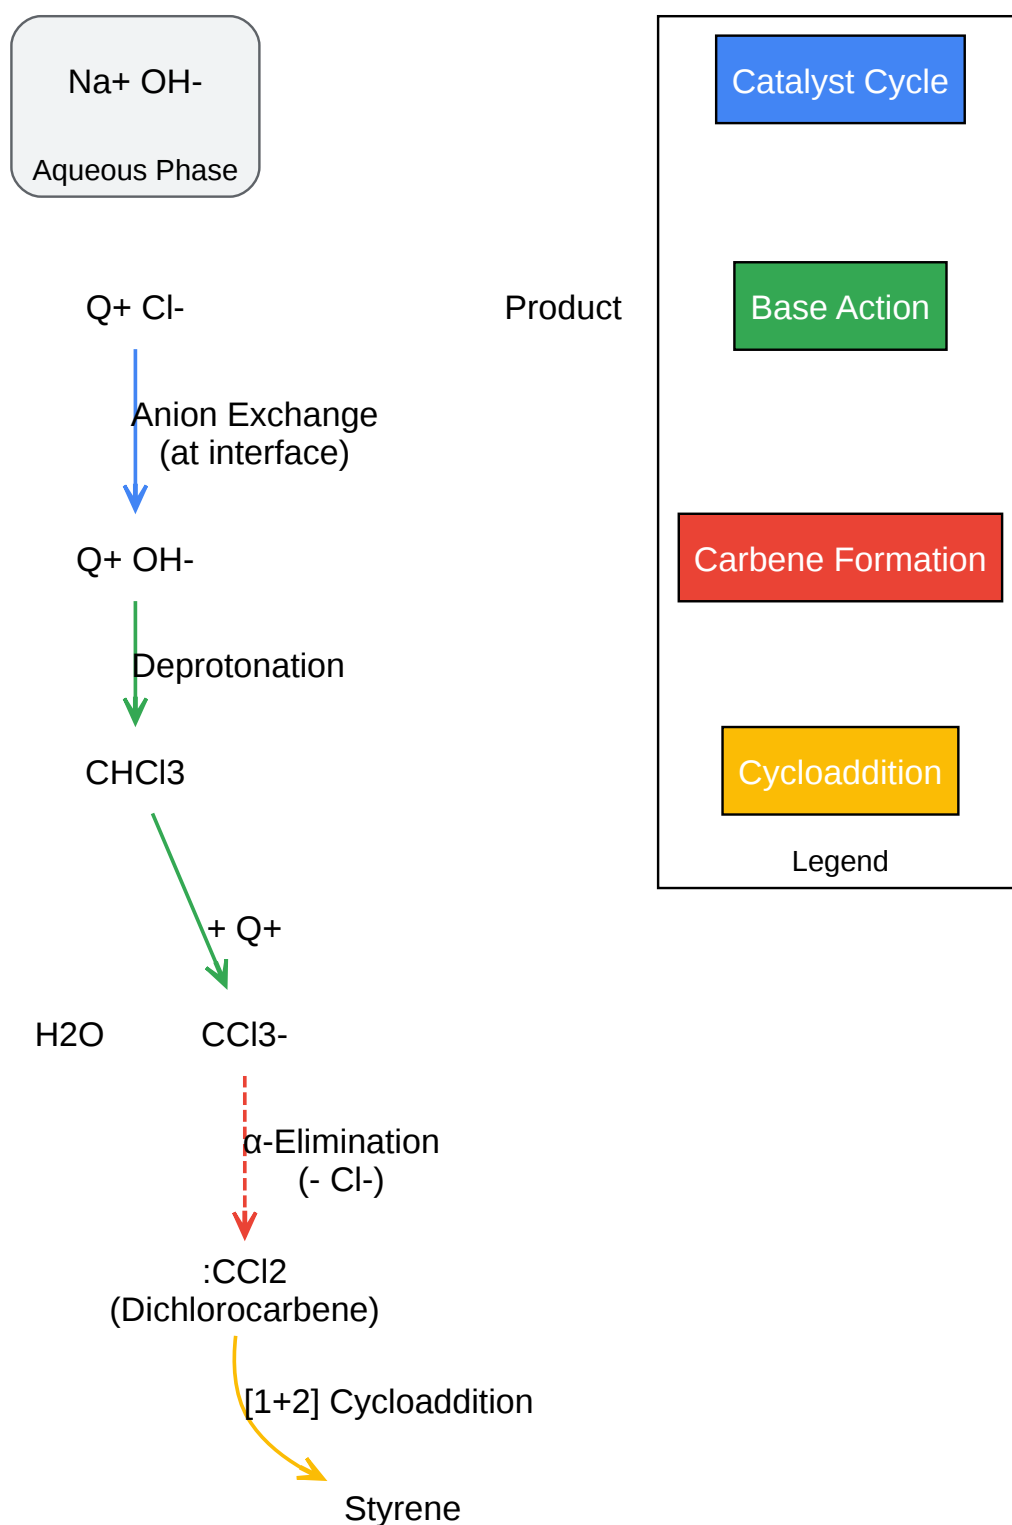 Na+ OH-
Aqueous Phase
Q+ Cl-
Product
Anion Exchange
(at interface)
Q+ OH-
Deprotonation
CHCl3
+ Q+
H2O
CCl3-
α-Elimination
(- Cl-)
:CCl2
(Dichlorocarbene)
[1+2] Cycloaddition
Styrene
Catalyst Cycle
Base Action
Carbene Formation
Cycloaddition
Legend